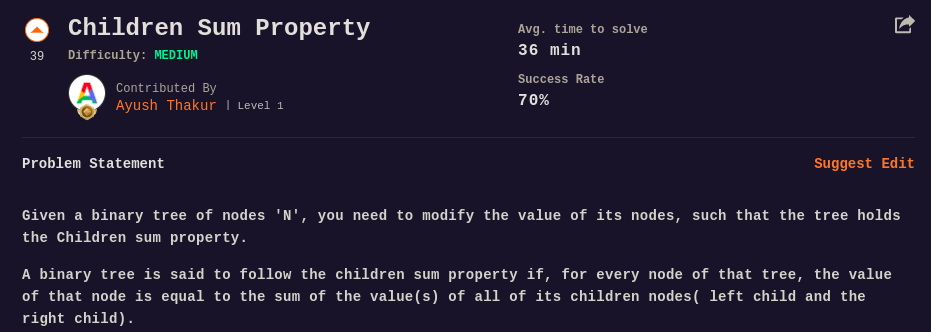 Children Sum Property
39
Difficulty: MEDIUM
Contributed By
Ayush Thakur | Level 1
Avg. time to solve
36 min
Success Rate
70%
Problem Statement
Suggest Edit
Given a binary tree of nodes 'N', you need to modify the value of its nodes, such that the tree holds
the Children sum property.
A binary tree is said to follow the children sum property if, for every node of that tree, the value
of that node is equal to the sum of the value(s) of all of its children nodes( left child and the
right child).